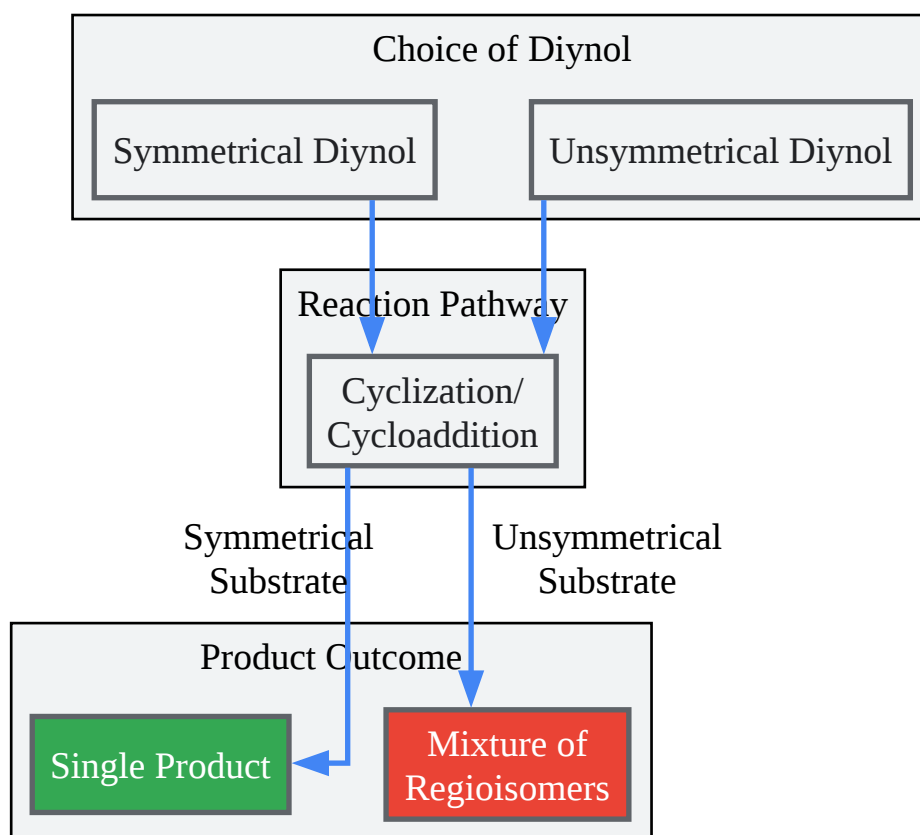 Choice of Diynol
Symmetrical Diynol
Unsymmetrical Diynol
Reaction Pathway
Cyclization/
Cycloaddition
Symmetrical
Substrate
Unsymmetrical
Substrate
Product Outcome
Single Product
Mixture of
Regioisomers